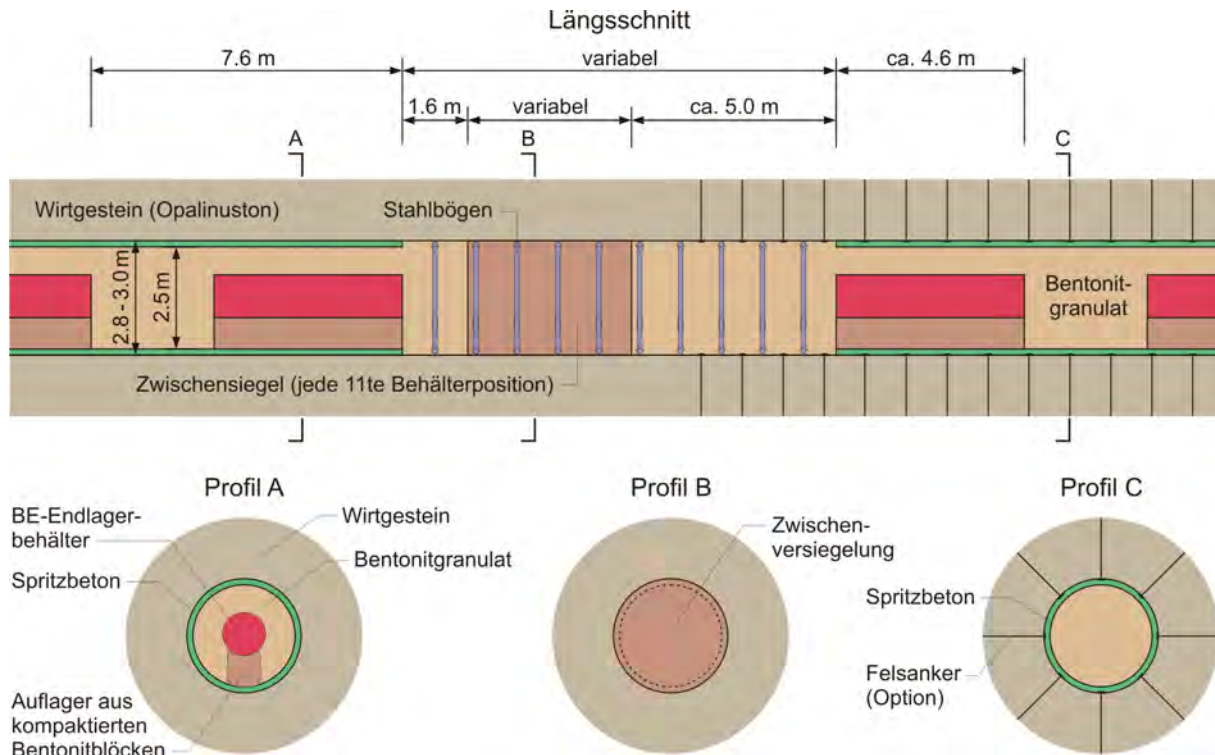 Längsschnitt
7.6 m
variabel
ca. 4.6 m
1.6 m
variabel
ca. 5.0 m
A
B
C
Wirtgestein (Opalinuston)
Stahlbögen
2.8 - 3.0 m
2.5 m
Bentonit-
granulat
Zwischensiegel (jede 11te Behälterposition)
Profil A
Profil B
Profil C
BE-Endlager-
behälter
Spritzbeton
Auflager aus
kompaktierten
Bentonitblöcken
Wirtgestein
Bentonitgranulat
Zwischen-
versiegelung
Spritzbeton
Felsanker
(Option)